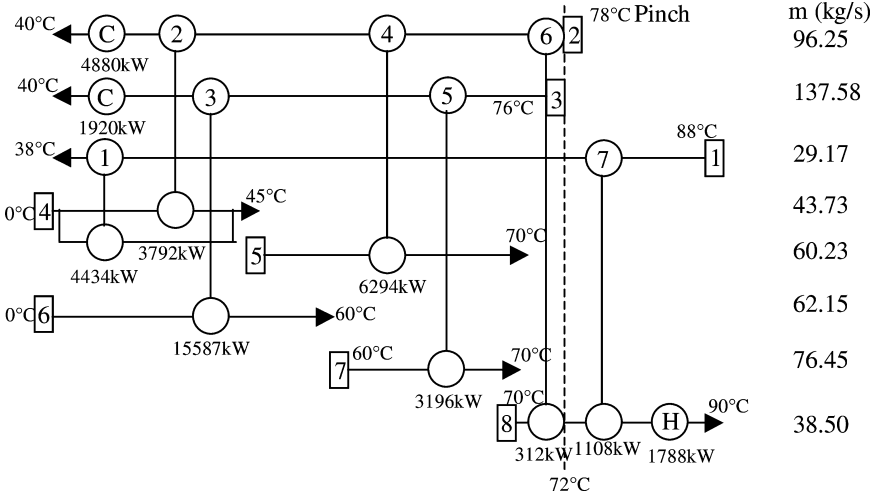 78°C Pinch m (kg/s)
40°C C 2 4 6 2 96.25
4880kW
40°C C 3 5 76°C 3 137.58
1920kW
38°C 1 7 88°C 1 29.17
0°C 4 45°C 43.73
3792kW
4434kW 5 70°C 60.23
6294kW
0°C 6 60°C 62.15
15587kW
7 60°C 70°C 76.45
3196kW
8 70°C H 90°C 38.50
312kW 1108kW 1788kW
72°C